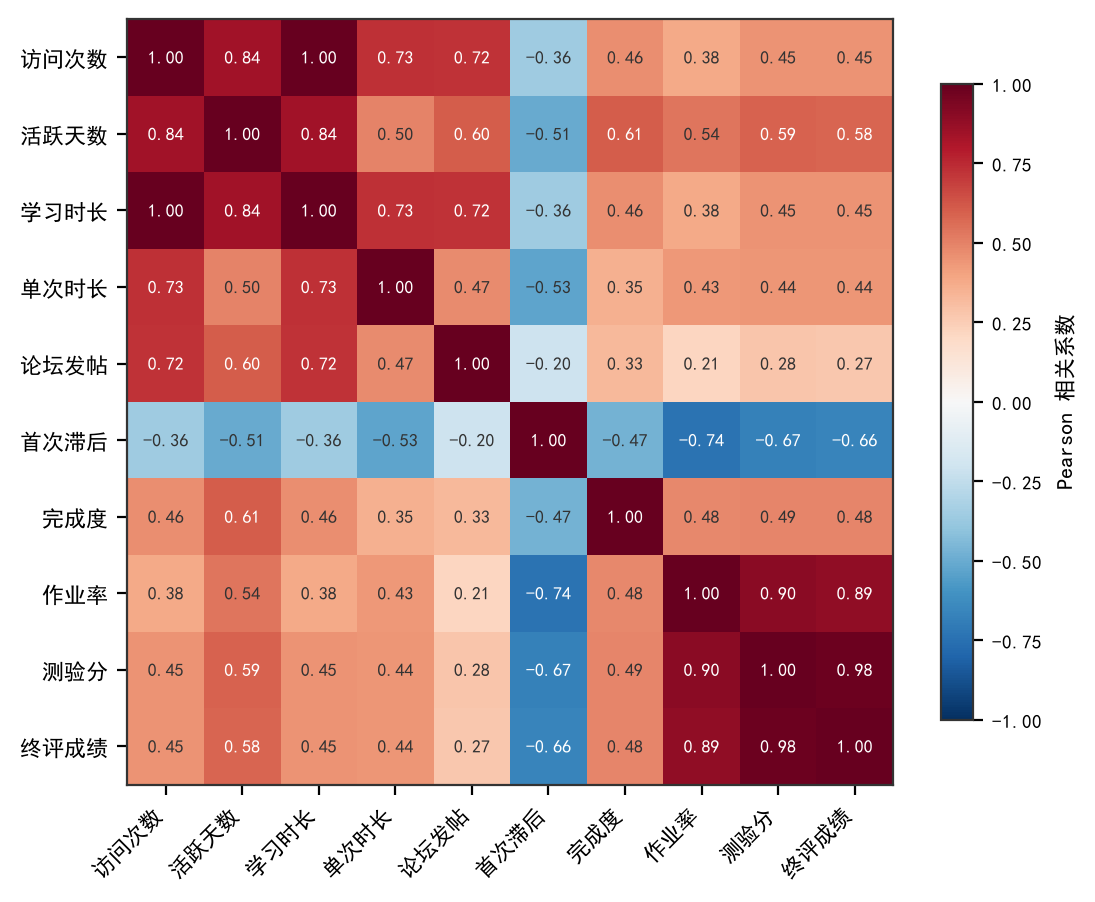 访问次数 1.00 0.84 1.00 0.73 0.72 −0.36 0.46 0.38 0.45 0.45
活跃天数 0.84 1.00 0.84 0.50 0.60 −0.51 0.61 0.54 0.59 0.58
学习时长 1.00 0.84 1.00 0.73 0.72 −0.36 0.46 0.38 0.45 0.45
单次时长 0.73 0.50 0.73 1.00 0.47 −0.53 0.35 0.43 0.44 0.44
论坛发帖 0.72 0.60 0.72 0.47 1.00 −0.20 0.33 0.21 0.28 0.27
首次滞后 −0.36 −0.51 −0.36 −0.53 −0.20 1.00 −0.47 −0.74 −0.67 −0.66
完成度 0.46 0.61 0.46 0.35 0.33 −0.47 1.00 0.48 0.49 0.48
作业率 0.38 0.54 0.38 0.43 0.21 −0.74 0.48 1.00 0.90 0.89
测验分 0.45 0.59 0.45 0.44 0.28 −0.67 0.49 0.90 1.00 0.98
终评成绩 0.45 0.58 0.45 0.44 0.27 −0.66 0.48 0.89 0.98 1.00
访问次数 活跃天数 学习时长 单次时长 论坛发帖 首次滞后 完成度 作业率 测验分 终评成绩
1.00
0.75
0.50
0.25
0.00
−0.25
−0.50
−0.75
−1.00
Pearson 相关系数